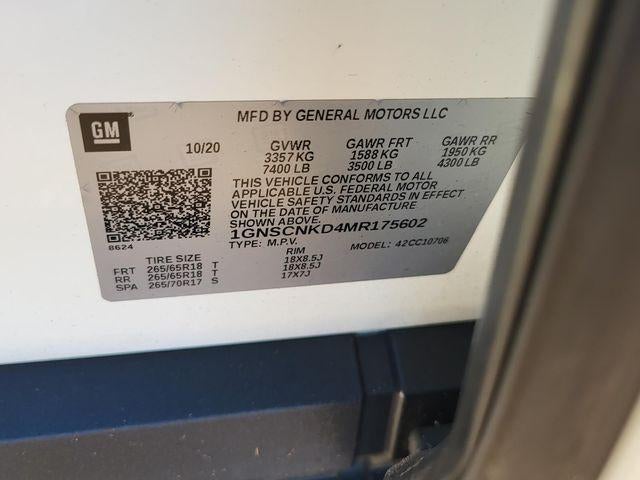 MFD BY GENERAL MOTORS LLC
GM
10/20 GVWR GAWR FRT GAWR RR
3357 KG 1588 KG 1950 KG
7400 LB 3500 LB 4300 LB
THIS VEHICLE CONFORMS TO ALL
APPLICABLE U.S. FEDERAL MOTOR
VEHICLE SAFETY STANDARDS IN EFFECT
ON THE DATE OF MANUFACTURE
SHOWN ABOVE.
8624
1GNSCNKD4MR175602
TYPE: M.P.V. MODEL: 42CC10706
TIRE SIZE RIM
FRT 265/65R18 T 18X8.5J
RR 265/65R18 T 18X8.5J
SPA 265/70R17 S 17X7J